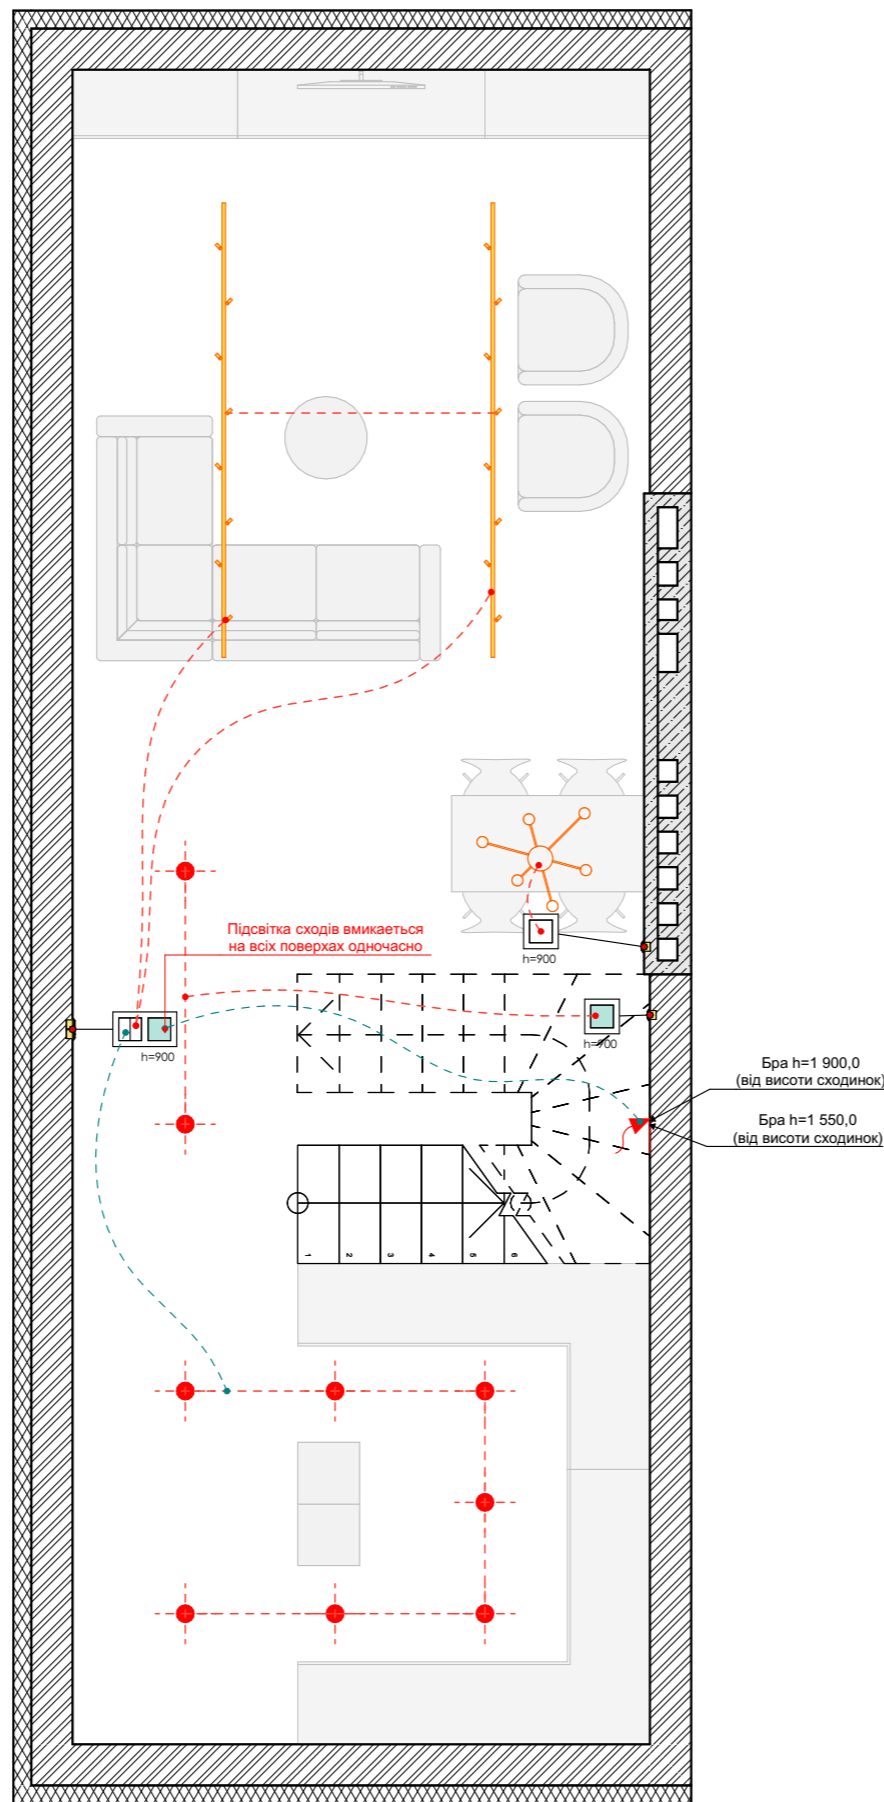 Підсвітка сходів вмикаеться
на всіх поверхах одночасно
h=900
h=900
h=900
Бра h=1 900,0
(від висоти сходинок)
Бра h=1 550,0
(від висоти сходинок)
1
2
3
4
5
6